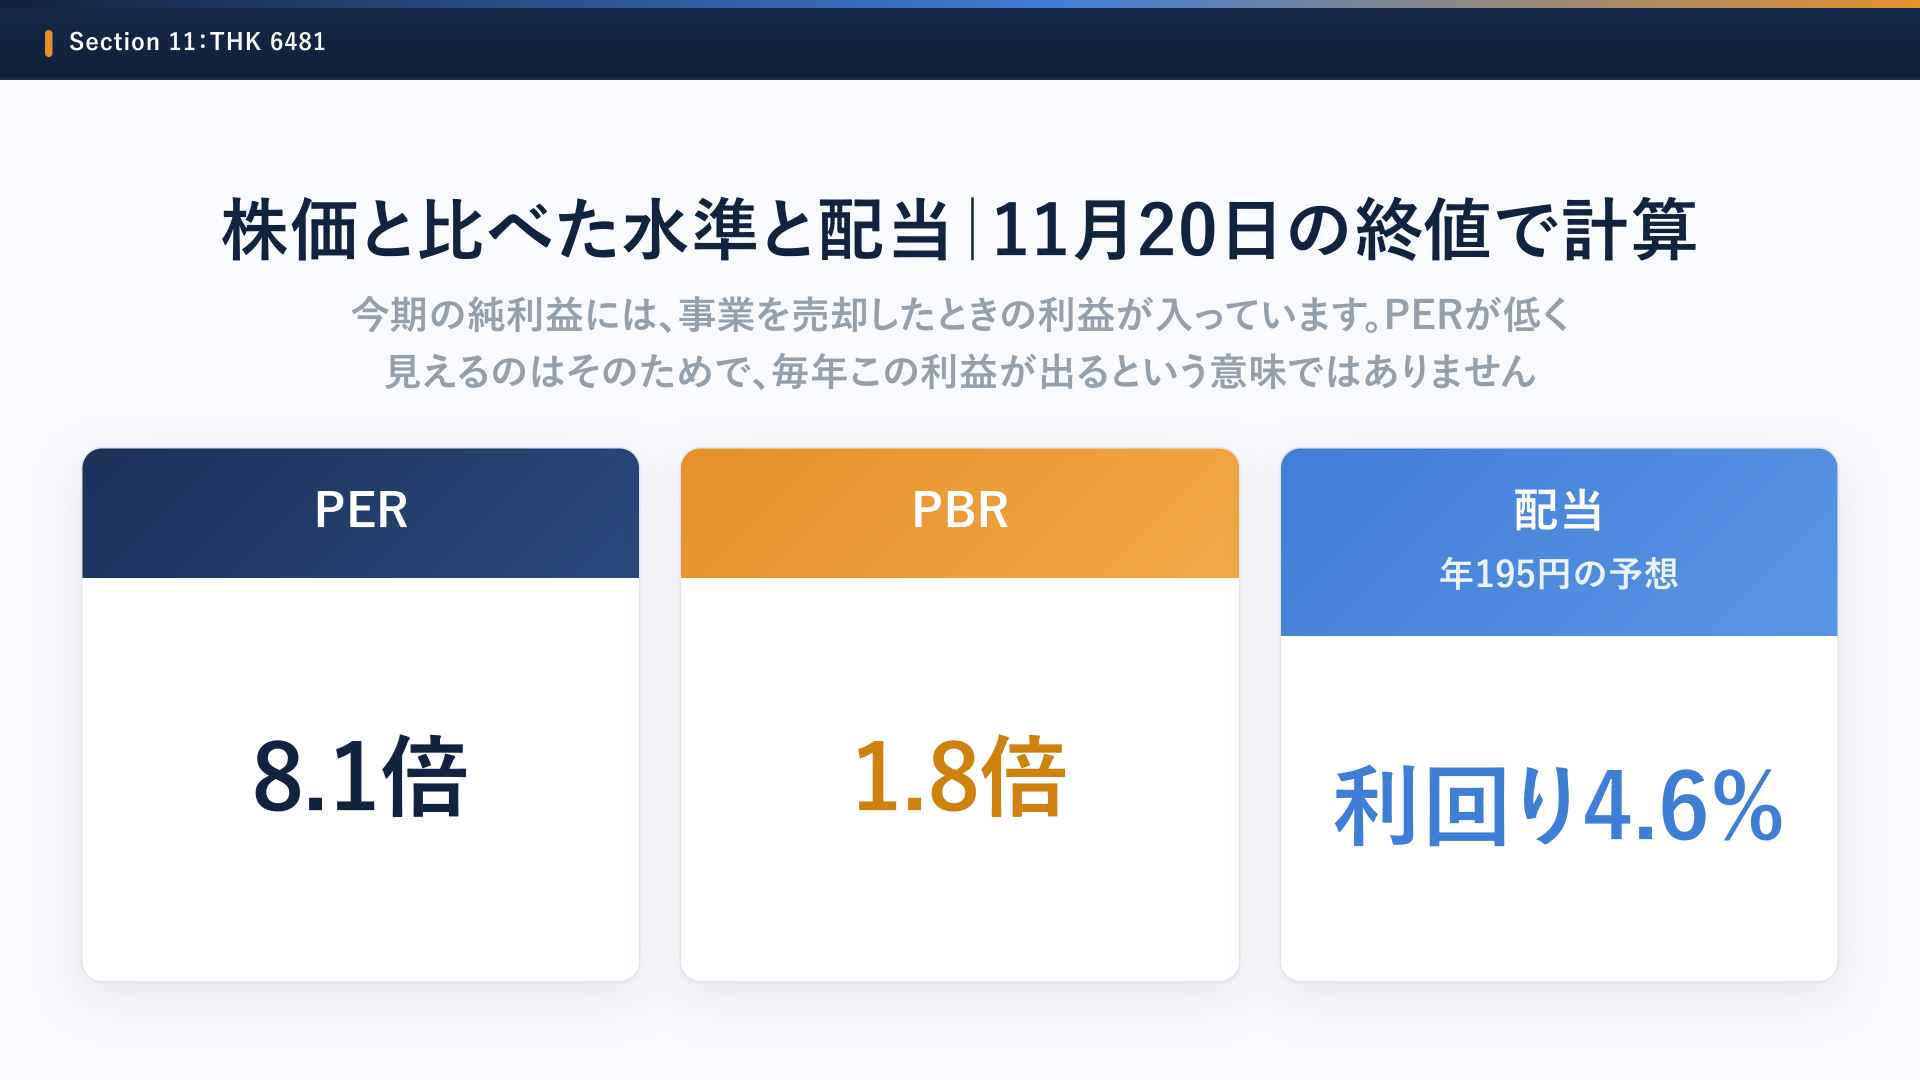 Section 11：THK 6481
株価と比べた水準と配当｜11月20日の終値で計算
今期の純利益には、事業を売却したときの利益が入っています。PERが低く
見えるのはそのためで、毎年この利益が出るという意味ではありません
PER
8.1倍
PBR
1.8倍
配当
年195円の予想
利回り4.6%